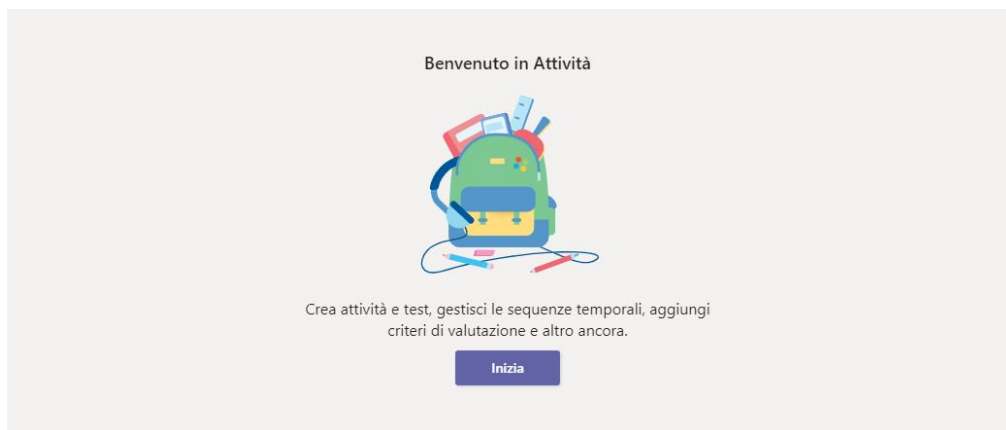 Benvenuto in Attività
Crea attività e test, gestisci le sequenze temporali, aggiungi
criteri di valutazione e altro ancora.
Inizia